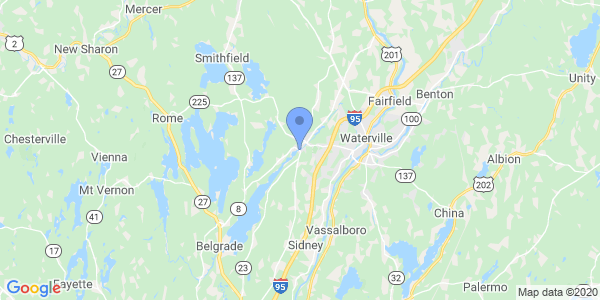 Mercer
2
New Sharon
Smithfield
201
Unity
27
137
Benton
225
Fairfield
Rome
95
100
Waterville
Chesterville
Vienna
Albion
137
202
Mt Vernon
27
8
China
41
Vassalboro
Belgrade
Sidney
17
23
32
95
Fayette
Palermo
Google
Map data ©2020